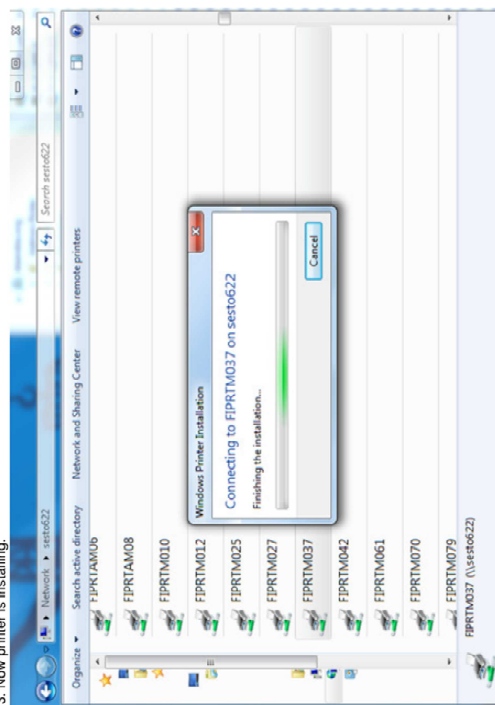 3. Now printer is installing.
Network ▸ sesto622
Search sesto622
Organize
Search active directory
Network and Sharing Center
View remote printers
FIPRTAM06
FIPRTAM08
FIPRTM010
FIPRTM012
FIPRTM025
FIPRTM027
FIPRTM037
FIPRTM042
FIPRTM061
FIPRTM070
FIPRTM079
Windows Printer Installation
Connecting to FIPRTM037 on sesto622
Finishing the installation...
Cancel
FIPRTM037 (\\sesto622)